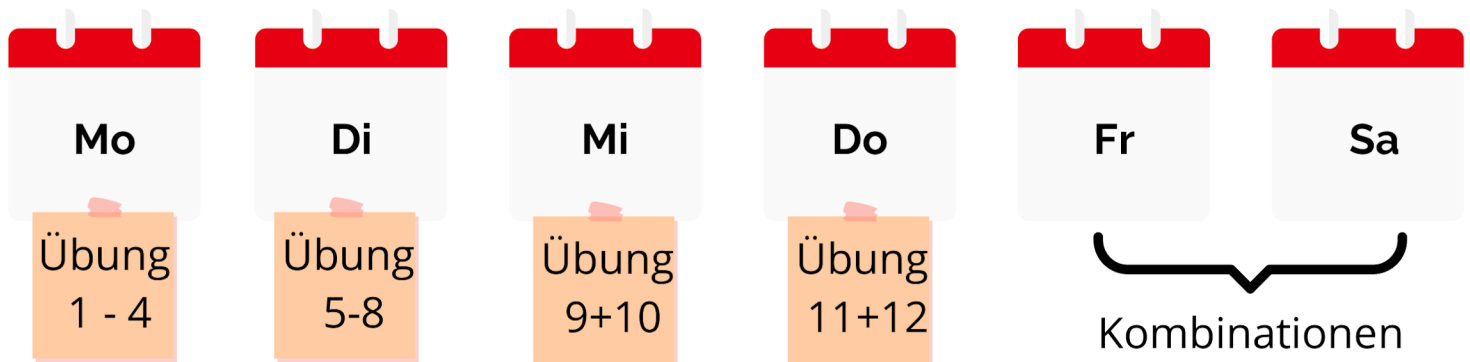 Mo
Di
Mi
Do
Fr
Sa
Übung
1 - 4
Übung
5-8
Übung
9+10
Übung
11+12
Kombinationen